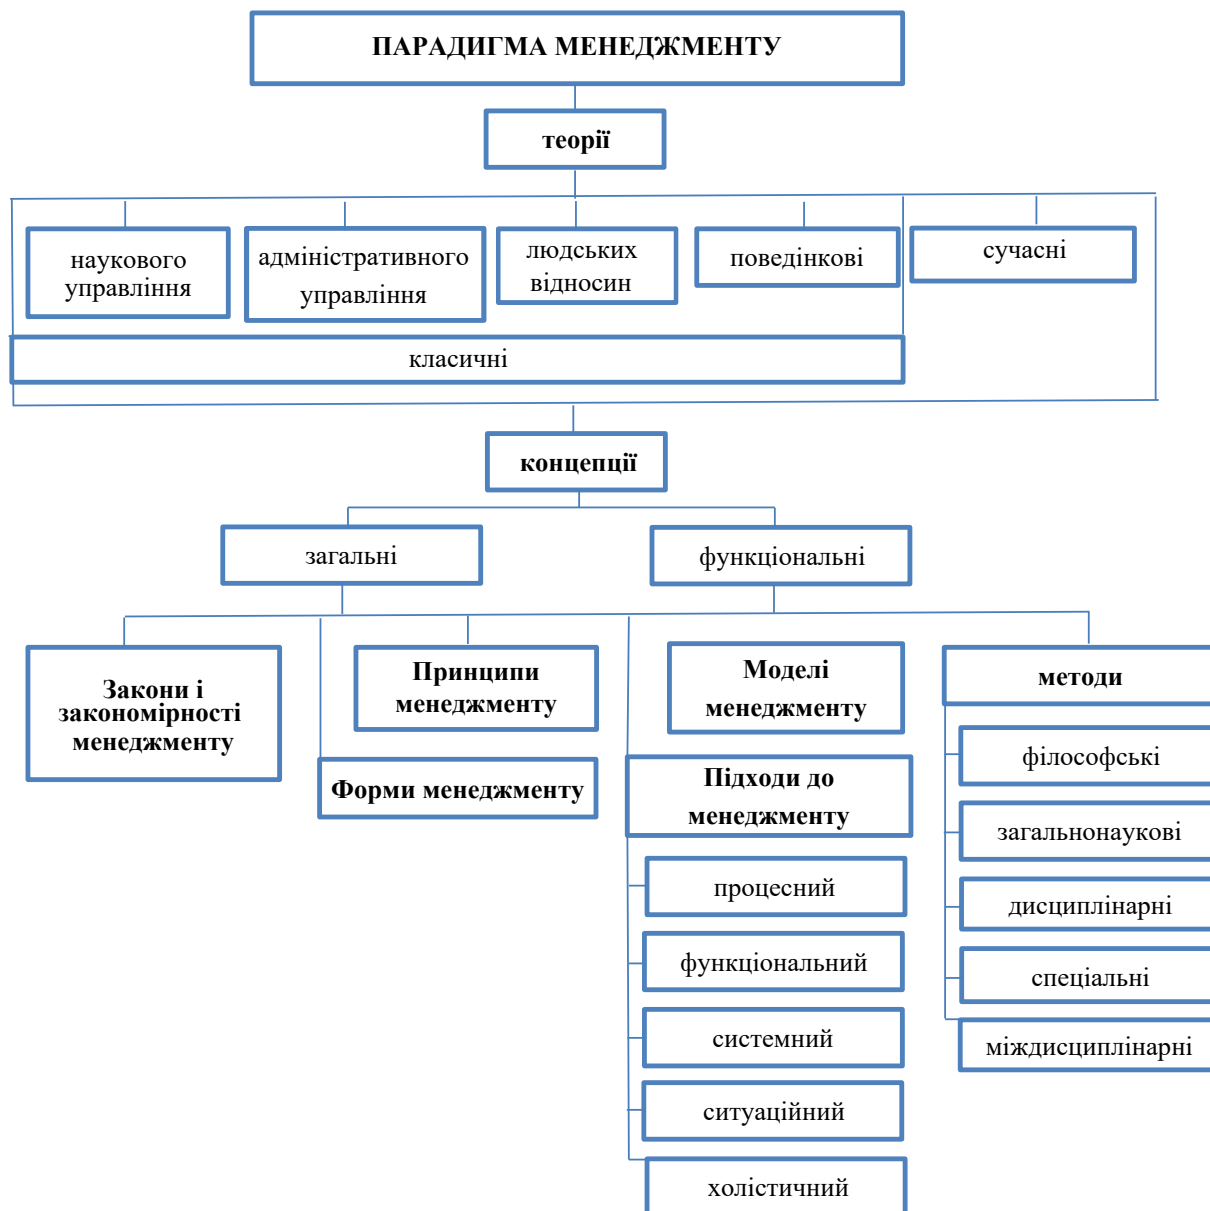 ПАРАДИГМА МЕНЕДЖМЕНТУ
теорії
наукового
управління
адміністративного
управління
людських
відносин
поведінкові
сучасні
класичні
концепції
загальні
функціональні
Закони і
закономірності
менеджменту
Принципи
менеджменту
Моделі
менеджменту
методи
Форми менеджменту
Підходи до
менеджменту
процесний
функціональний
системний
ситуаційний
холістичний
філософські
загальнонаукові
дисциплінарні
спеціальні
міждисциплінарні